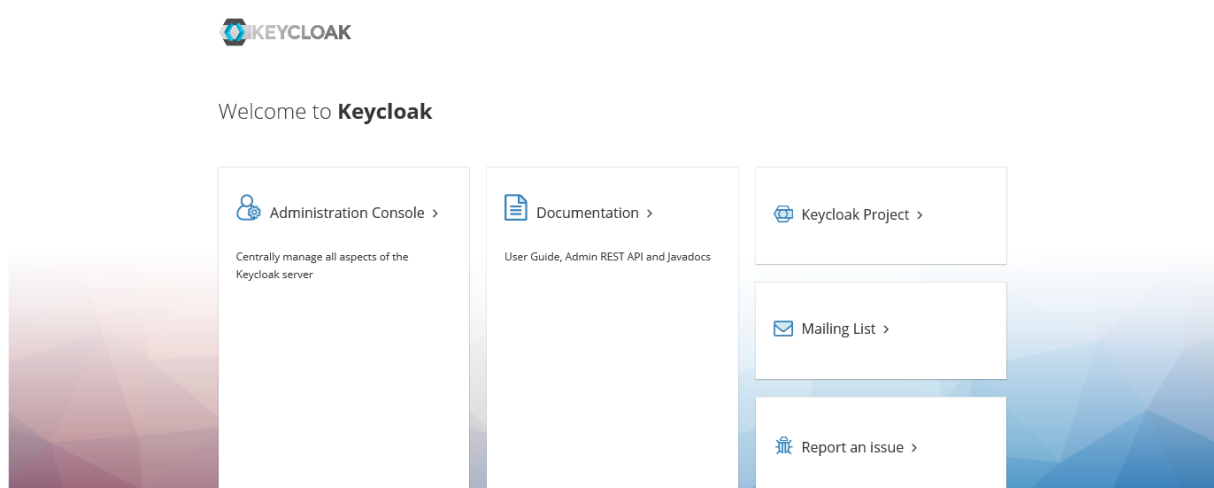 KEYCLOAK
Welcome to Keycloak
Administration Console
Centrally manage all aspects of the
Keycloak server
Documentation
User Guide, Admin REST API and Javadocs
Keycloak Project
Mailing List
Report an issue